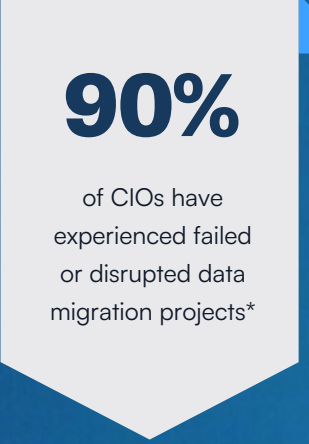 90%
of CIOs have
experienced failed
or disrupted data
migration projects*